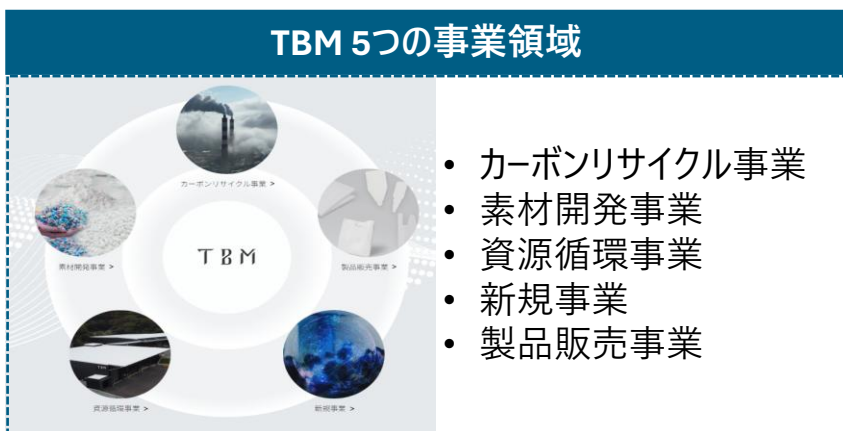 TBM 5つの事業領域
カーボンリサイクル事業 >
素材開発事業 >
TBM
製品販売事業 >
資源循環事業 >
新規事業 >
• カーボンリサイクル事業
• 素材開発事業
• 資源循環事業
• 新規事業
• 製品販売事業